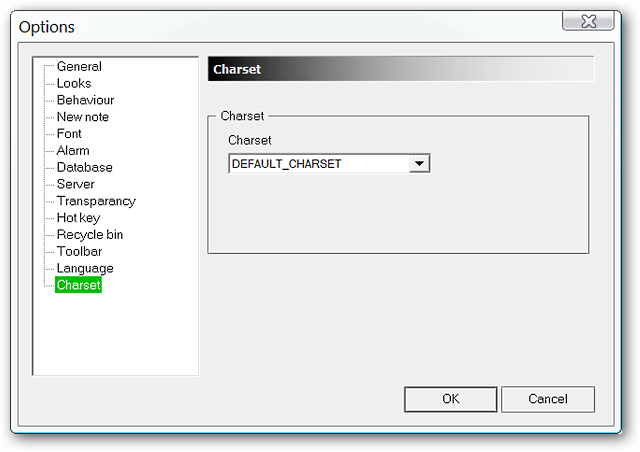 Options
General
Looks
Behaviour
New note
Font
Alarm
Database
Server
Transparancy
Hot key
Recycle bin
Toolbar
Language
Charset
Charset
Charset
Charset
DEFAULT_CHARSET
OK
Cancel